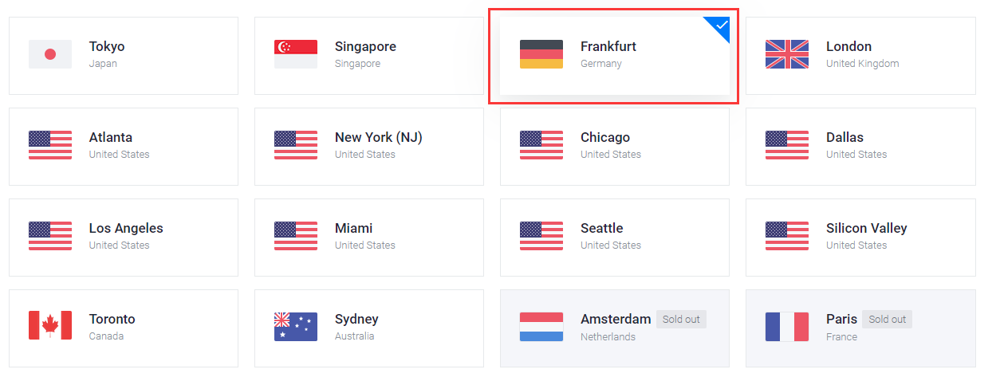 Tokyo
Japan
Singapore
Singapore
Frankfurt
Germany
London
United Kingdom
Atlanta
United States
New York (NJ)
United States
Chicago
United States
Dallas
United States
Los Angeles
United States
Miami
United States
Seattle
United States
Silicon Valley
United States
Toronto
Canada
Sydney
Australia
Amsterdam Sold out
Netherlands
Paris Sold out
France